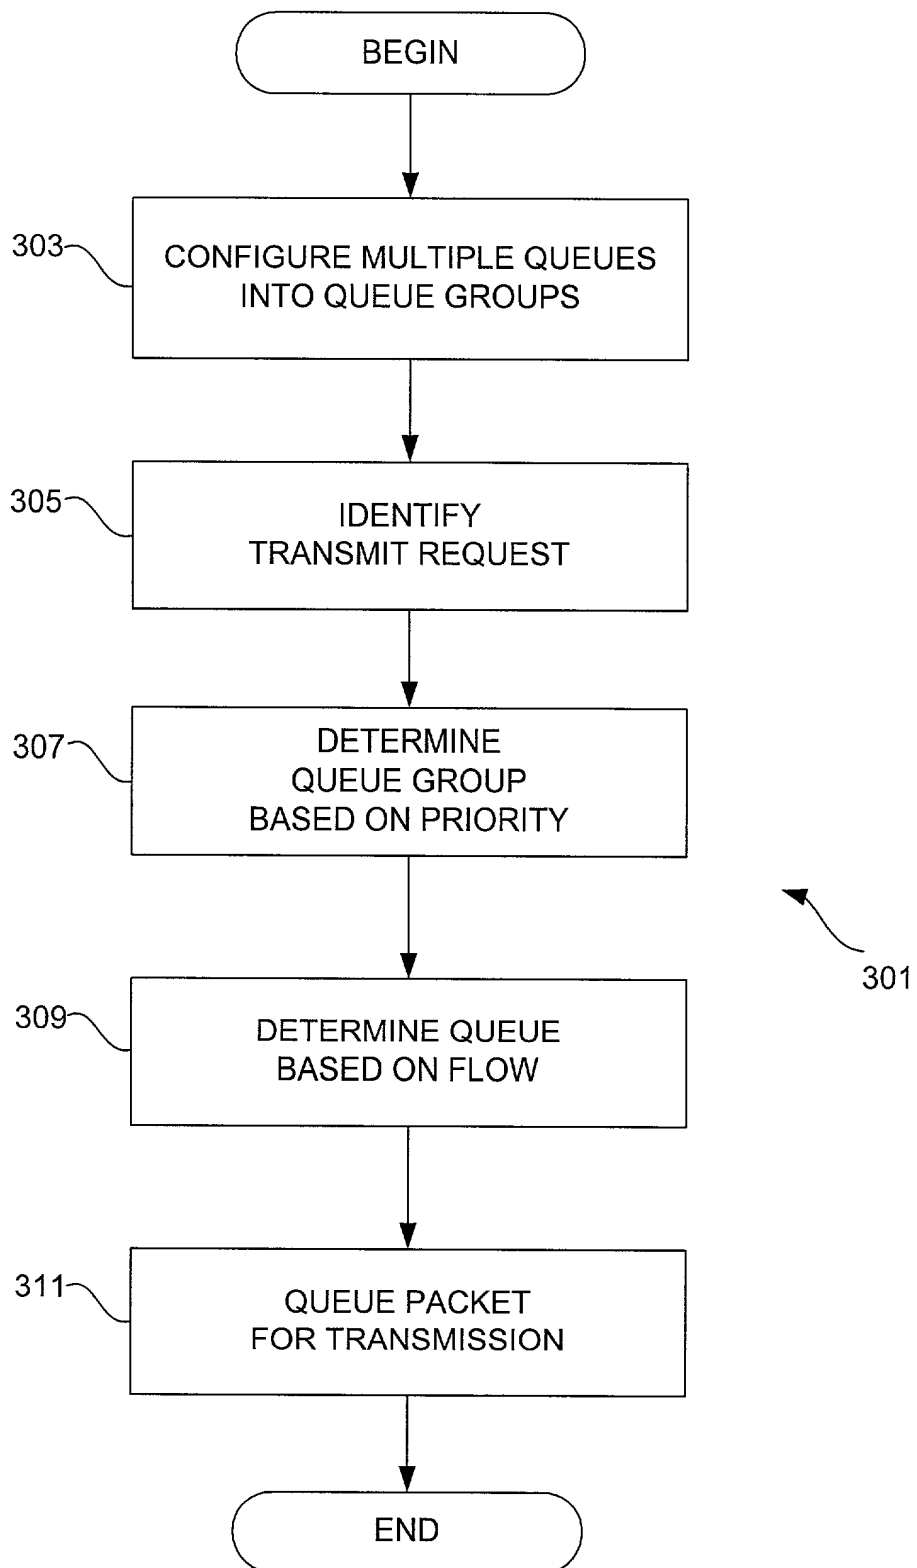 BEGIN
303
CONFIGURE MULTIPLE QUEUES
INTO QUEUE GROUPS
305
IDENTIFY
TRANSMIT REQUEST
307
DETERMINE
QUEUE GROUP
BASED ON PRIORITY
301
309
DETERMINE QUEUE
BASED ON FLOW
311
QUEUE PACKET
FOR TRANSMISSION
END